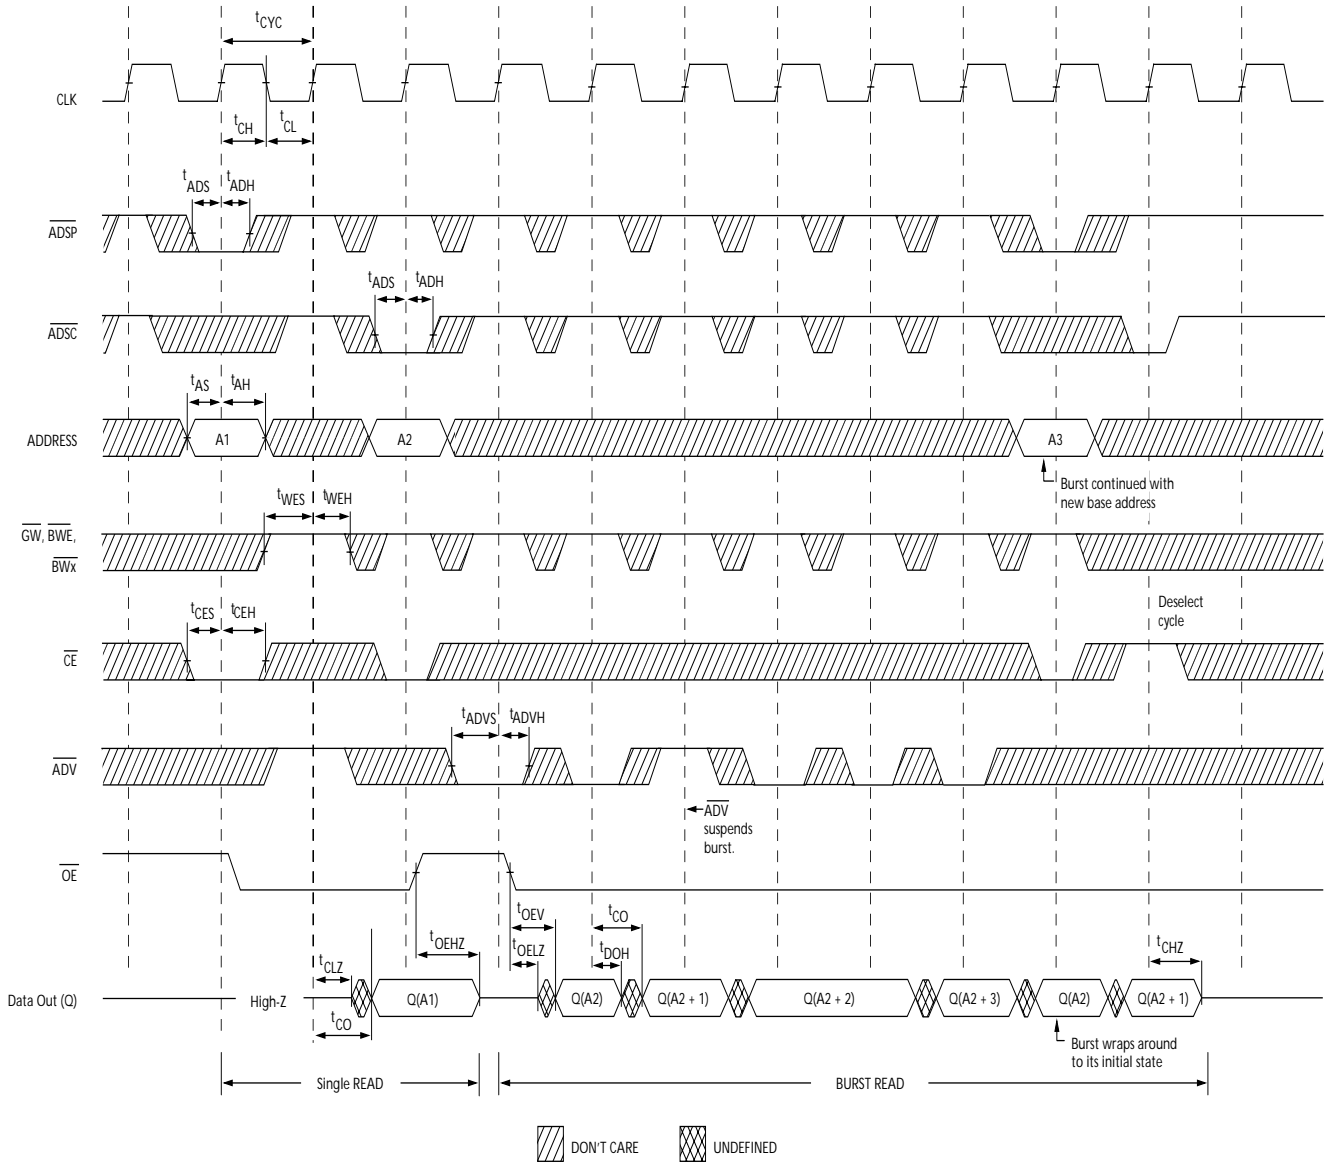 tCYC
CLK
tCH
tCL
tADS
tADH
ADSP
tADS
tADH
ADSC
tAS
tAH
ADDRESS
A1
A2
A3
Burst continued with
new base address
tWES
tWEH
GW, BWE,
BWx
Deselect
cycle
tCES
tCEH
CE
tADVS
tADVH
ADV
ADV
suspends
burst.
OE
tOEV
tCO
tOEHZ
tOELZ
tDOH
tCHZ
tCLZ
Data Out (Q)
High-Z
Q(A1)
Q(A2)
Q(A2 + 1)
Q(A2 + 2)
Q(A2 + 3)
Q(A2)
Q(A2 + 1)
tCO
Burst wraps around
to its initial state
Single READ
BURST READ
DON'T CARE
UNDEFINED